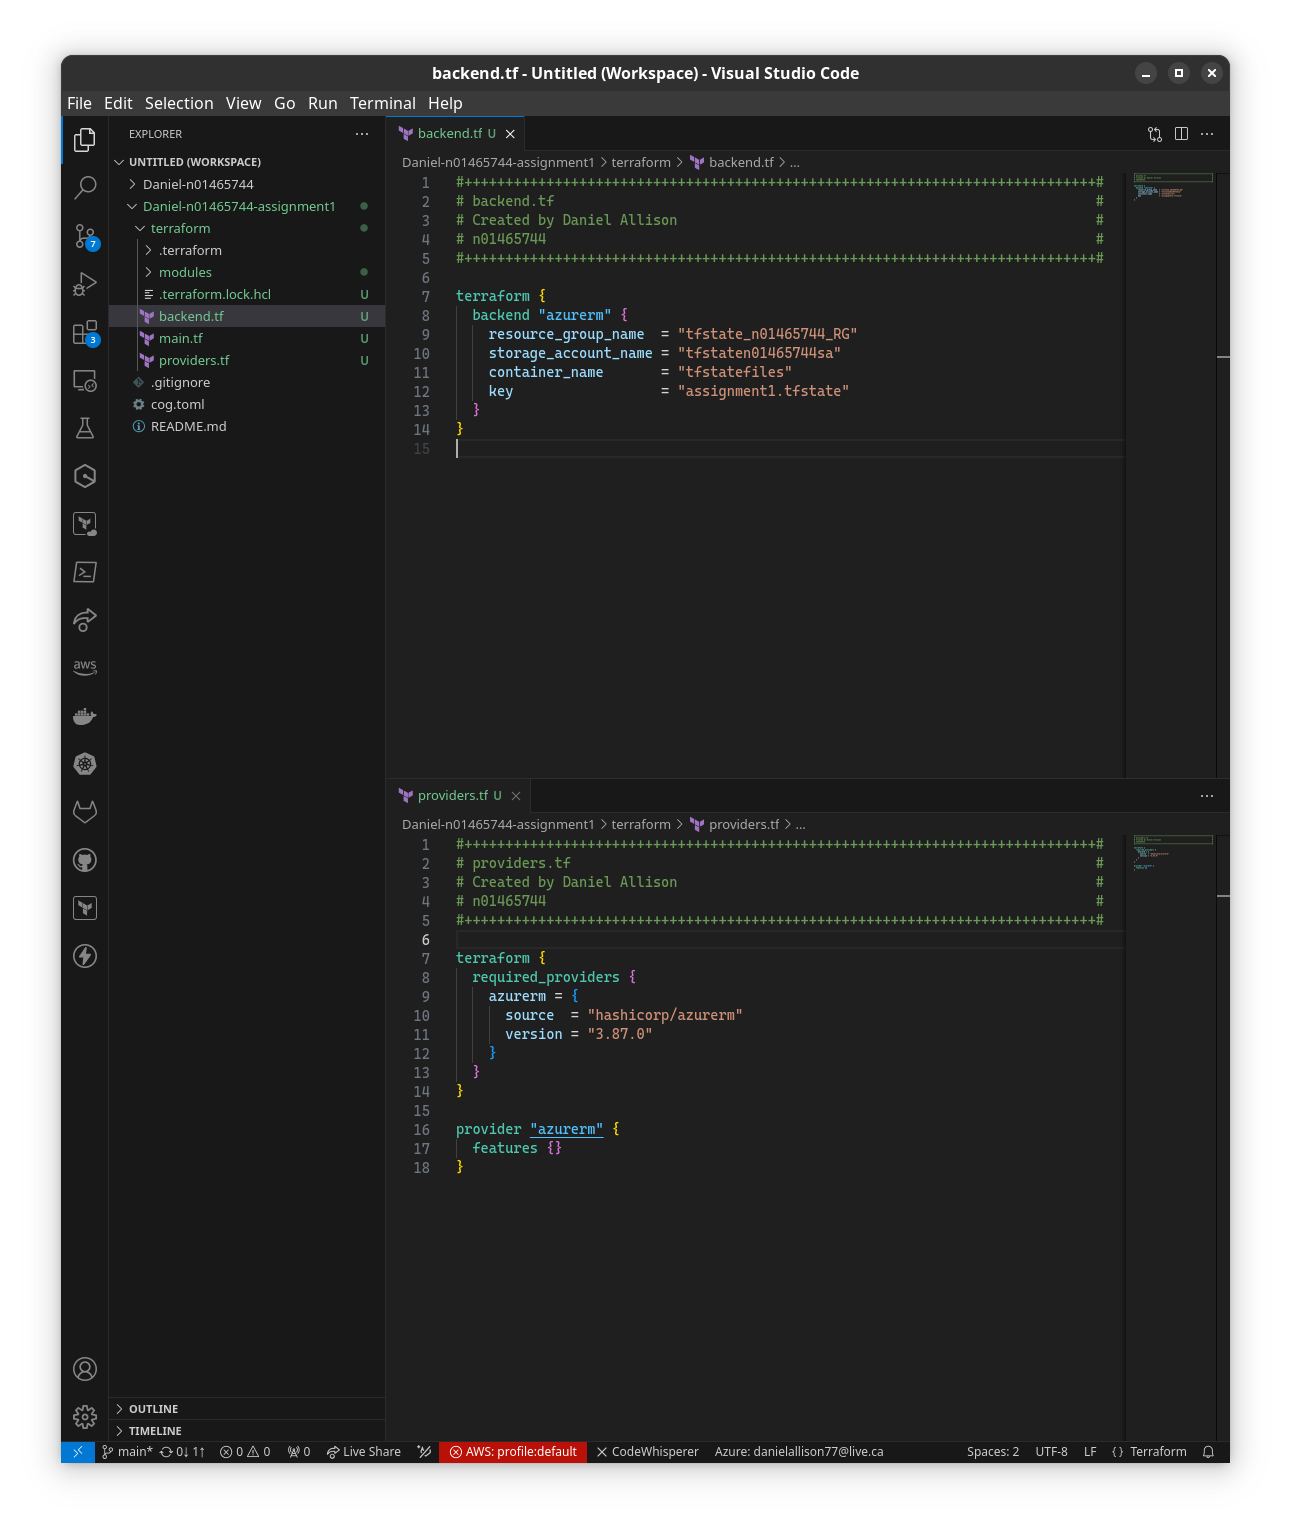 backend.tf - Untitled (Workspace) - Visual Studio Code
File Edit Selection View Go Run Terminal Help
EXPLORER
UNTITLED (WORKSPACE)
Daniel-n01465744
Daniel-n01465744-assignment1
terraform
.terraform
modules
.terraform.lock.hcl U
backend.tf U
main.tf U
providers.tf U
.gitignore
cog.toml
README.md
7
3
aws
OUTLINE
TIMELINE
backend.tf U
Daniel-n01465744-assignment1 > terraform > backend.tf > ...
1 #+++++++++++++++++++++++++++++++++++++++++++++++++++++++++++++++++++++++++++++#
2 # backend.tf #
3 # Created by Daniel Allison #
4 # n01465744 #
5 #+++++++++++++++++++++++++++++++++++++++++++++++++++++++++++++++++++++++++++++#
6
7 terraform {
8 backend "azurerm" {
9 resource_group_name = "tfstate_n01465744_RG"
10 storage_account_name = "tfstaten01465744sa"
11 container_name = "tfstatefiles"
12 key = "assignment1.tfstate"
13 }
14 }
15
providers.tf U
Daniel-n01465744-assignment1 > terraform > providers.tf > ...
1 #+++++++++++++++++++++++++++++++++++++++++++++++++++++++++++++++++++++++++++++#
2 # providers.tf #
3 # Created by Daniel Allison #
4 # n01465744 #
5 #+++++++++++++++++++++++++++++++++++++++++++++++++++++++++++++++++++++++++++++#
6
7 terraform {
8 required_providers {
9 azurerm = {
10 source = "hashicorp/azurerm"
11 version = "3.87.0"
12 }
13 }
14 }
15
16 provider "azurerm" {
17 features {}
18 }
main* 0↓ 1↑ 0 0 0 Live Share AWS: profile:default CodeWhisperer Azure: danielallison77@live.ca Spaces: 2 UTF-8 LF {} Terraform